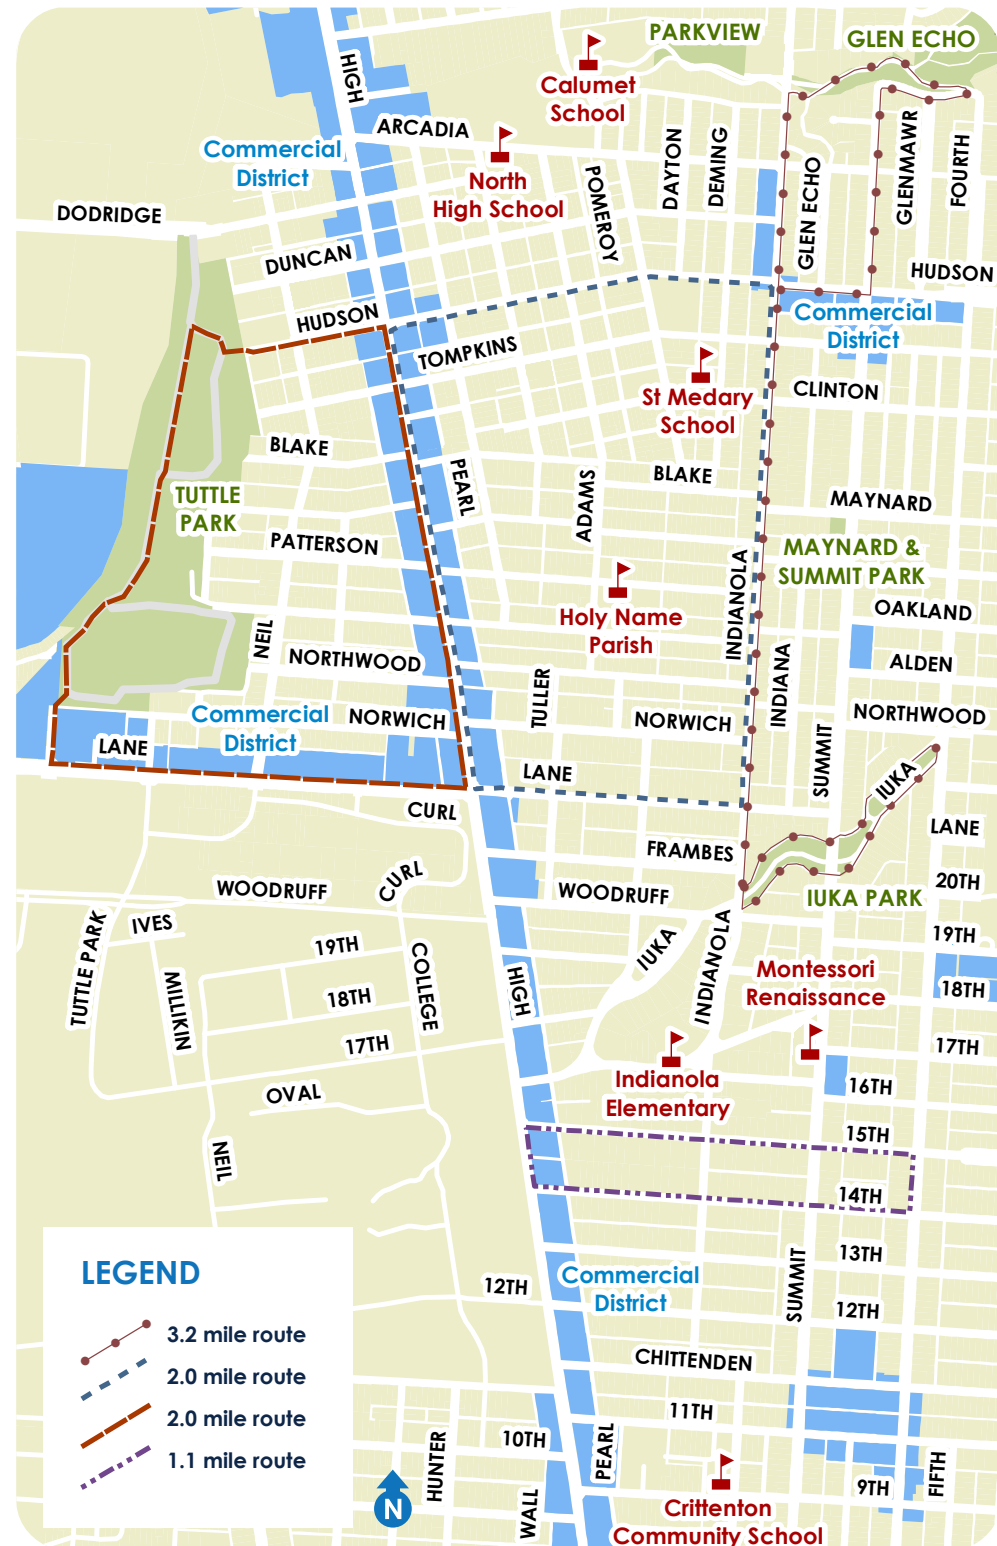 PARKVIEW
GLEN ECHO
HIGH
Calumet
School
ARCADIA
Commercial
District
North
High School
DAYTON
DEMING
GLEN ECHO
GLENMAWR
FOURTH
POMEROY
DODRIDGE
DUNCAN
HUDSON
HUDSON
Commercial
District
TOMPKINS
St Medary
School
CLINTON
BLAKE
PEARL
ADAMS
BLAKE
MAYNARD
TUTTLE
PARK
PATTERSON
MAYNARD &
SUMMIT PARK
INDIANOLA
Holy Name
Parish
OAKLAND
NEIL
NORTHWOOD
ALDEN
TULLER
INDIANA
Commercial
District
NORWICH
NORWICH
NORTHWOOD
SUMMIT
LANE
LANE
IUKA
CURL
LANE
FRAMBES
CURL
WOODRUFF
WOODRUFF
20TH
IUKA PARK
TUTTLE PARK
IVES
19TH
IUKA
INDIANOLA
19TH
MILLIKIN
18TH
COLLEGE
HIGH
Montessori
Renaissance
18TH
17TH
17TH
Indianola
Elementary
16TH
OVAL
15TH
NEIL
14TH
13TH
LEGEND
3.2 mile route
2.0 mile route
2.0 mile route
1.1 mile route
12TH
Commercial
District
SUMMIT
12TH
CHITTENDEN
11TH
10TH
HUNTER
WALL
PEARL
N
9TH
FIFTH
Crittenton
Community School